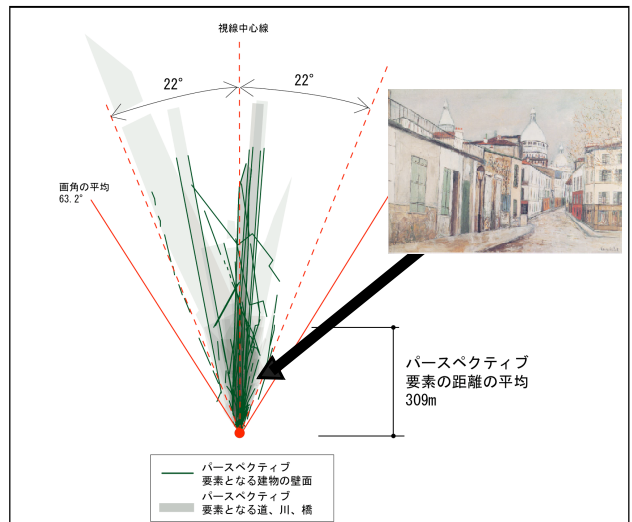 視線中心線
22°
22°
画角の平均
63.2°
パースペクティブ
要素の距離の平均
309m
パースペクティブ
要素となる建物の壁面
パースペクティブ
要素となる道、川、橋